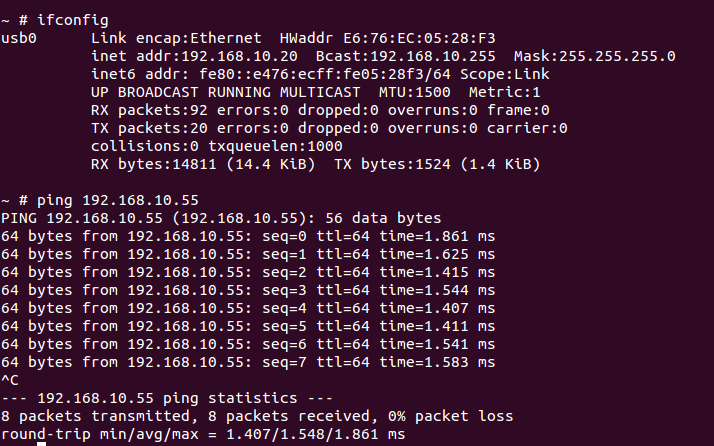 ~ # ifconfig
usb0      Link encap:Ethernet  HWaddr E6:76:EC:05:28:F3
          inet addr:192.168.10.20  Bcast:192.168.10.255  Mask:255.255.255.0
          inet6 addr: fe80::e476:ecff:fe05:28f3/64 Scope:Link
          UP BROADCAST RUNNING MULTICAST  MTU:1500  Metric:1
          RX packets:92 errors:0 dropped:0 overruns:0 frame:0
          TX packets:20 errors:0 dropped:0 overruns:0 carrier:0
          collisions:0 txqueuelen:1000
          RX bytes:14811 (14.4 KiB)  TX bytes:1524 (1.4 KiB)
~ # ping 192.168.10.55
PING 192.168.10.55 (192.168.10.55): 56 data bytes
64 bytes from 192.168.10.55: seq=0 ttl=64 time=1.861 ms
64 bytes from 192.168.10.55: seq=1 ttl=64 time=1.625 ms
64 bytes from 192.168.10.55: seq=2 ttl=64 time=1.415 ms
64 bytes from 192.168.10.55: seq=3 ttl=64 time=1.544 ms
64 bytes from 192.168.10.55: seq=4 ttl=64 time=1.407 ms
64 bytes from 192.168.10.55: seq=5 ttl=64 time=1.411 ms
64 bytes from 192.168.10.55: seq=6 ttl=64 time=1.541 ms
64 bytes from 192.168.10.55: seq=7 ttl=64 time=1.583 ms
^C
--- 192.168.10.55 ping statistics ---
8 packets transmitted, 8 packets received, 0% packet loss
round-trip min/avg/max = 1.407/1.548/1.861 ms